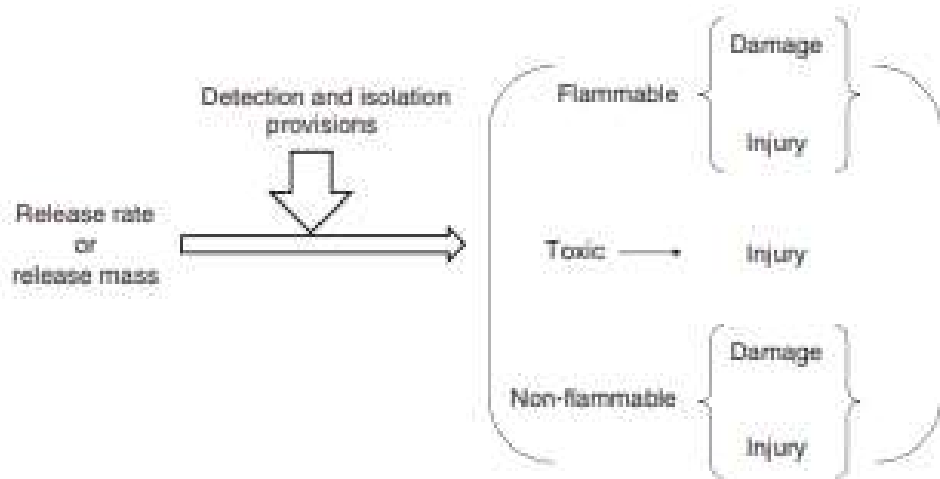 Detection and isolation
provisions
Release rate
or
release mass
Flammable
Damage
Injury
Toxic
Injury
Non-flammable
Damage
Injury